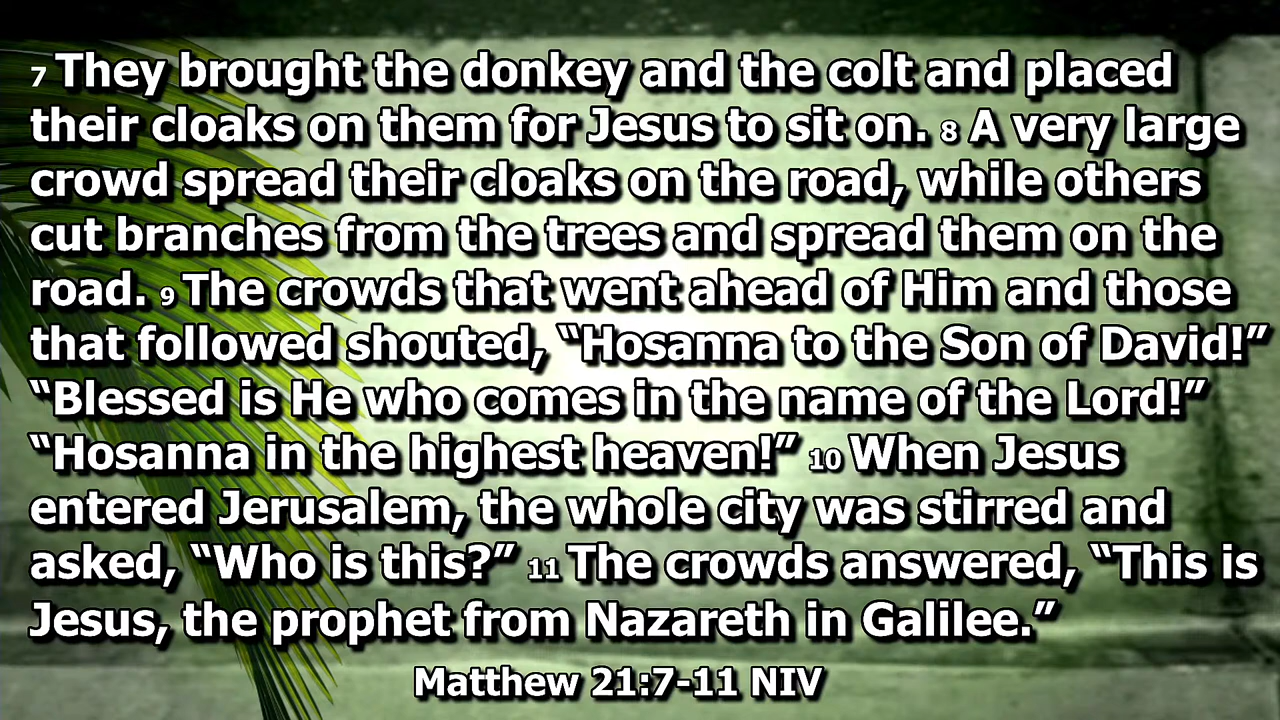 7 They brought the donkey and the colt and placed
their cloaks on them for Jesus to sit on. 8 A very large
crowd spread their cloaks on the road, while others
cut branches from the trees and spread them on the
road. 9 The crowds that went ahead of Him and those
that followed shouted, “Hosanna to the Son of David!”
“Blessed is He who comes in the name of the Lord!”
“Hosanna in the highest heaven!” 10 When Jesus
entered Jerusalem, the whole city was stirred and
asked, “Who is this?” 11 The crowds answered, “This is
Jesus, the prophet from Nazareth in Galilee.”
Matthew 21:7-11 NIV